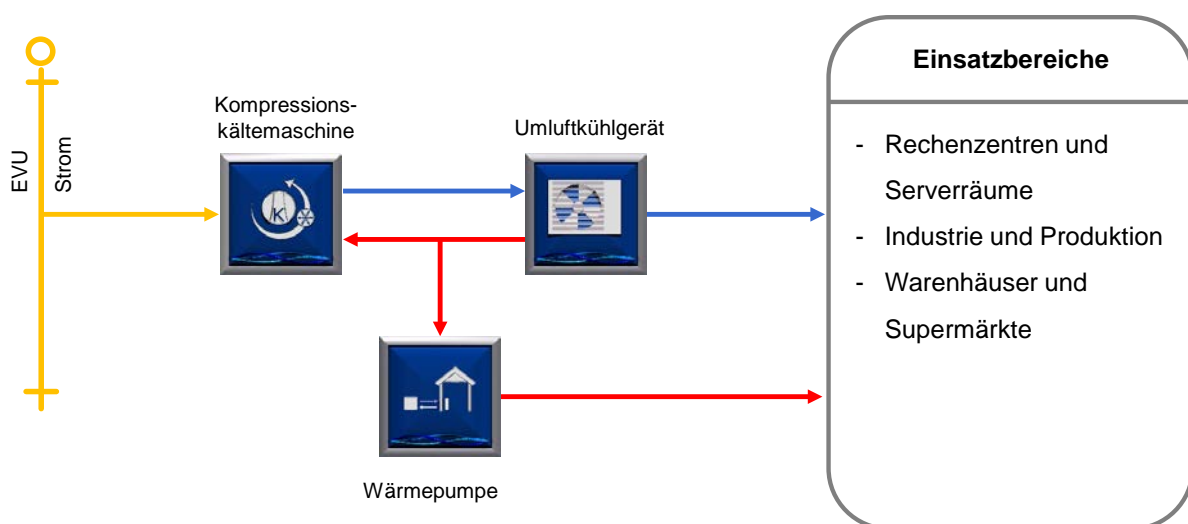 EVU
Strom
Kompressions-
kältemaschine
K
Umluftkühlgerät
Wärmepumpe
Einsatzbereiche
- Rechenzentren und
Serverräume
- Industrie und Produktion
- Warenhäuser und
Supermärkte